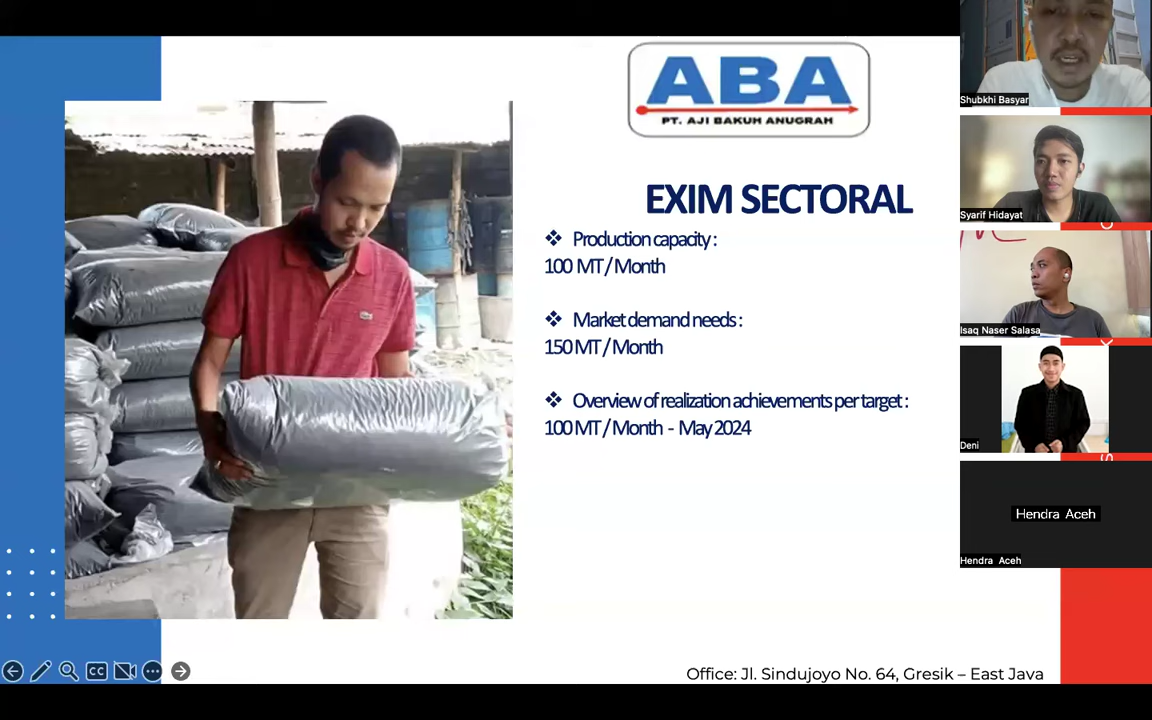 ABA
PT. AJI BAKUH ANUGRAH
EXIM SECTORAL
❖ Production capacity :
100 MT / Month
❖ Market demand needs :
150 MT / Month
❖ Overview of realization achievements per target :
100 MT / Month - May 2024
Office: Jl. Sindujoyo No. 64, Gresik – East Java
CC
Shubkhi Basyar
Syarif Hidayat
Isaq Naser Salasa
Deni
Hendra Aceh
Hendra Aceh